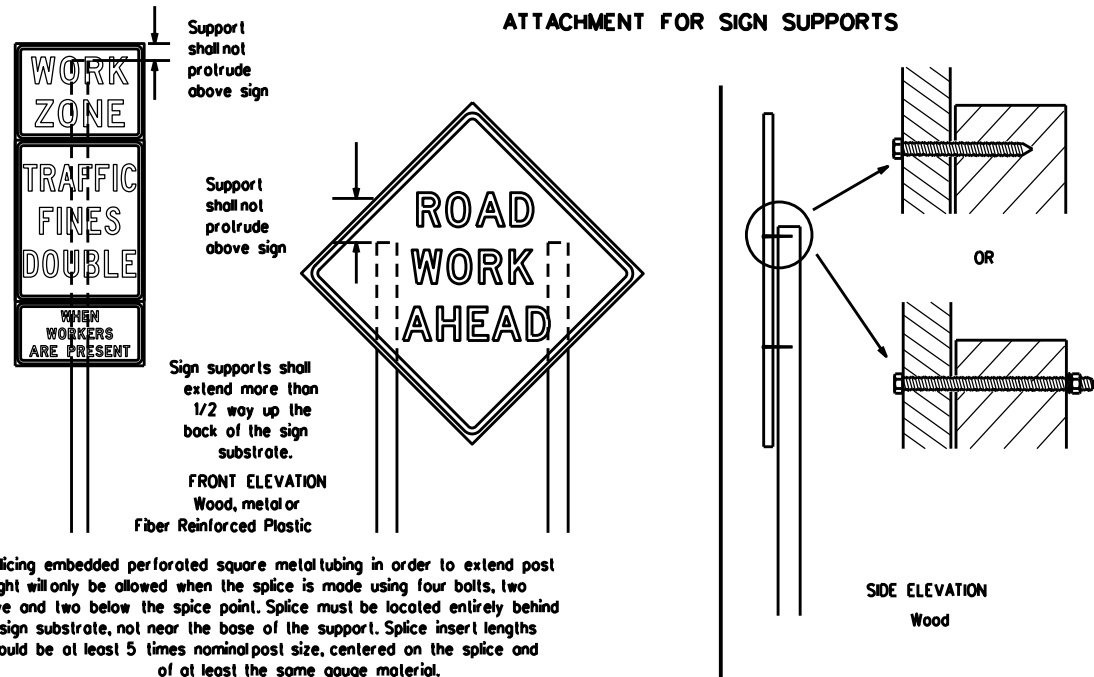 ATTACHMENT FOR SIGN SUPPORTS
Support
shall not
protrude
above sign
WORK
ZONE
TRAFFIC
FINES
DOUBLE
WHEN
WORKERS
ARE PRESENT
Support
shall not
protrude
above sign
ROAD
WORK
AHEAD
Sign supports shall
extend more than
1/2 way up the
back of the sign
substrate.
FRONT ELEVATION
Wood, metal or
Fiber Reinforced Plastic
OR
SIDE ELEVATION
Wood
licing embedded perforated square metal tubing in order to extend post
ght will only be allowed when the splice is made using four bolts, two
ve and two below the spice point. Splice must be located entirely behind
sign substrate, not near the base of the support. Splice insert lengths
ould be at least 5 times nominal post size, centered on the splice and
of at least the same gauge material.